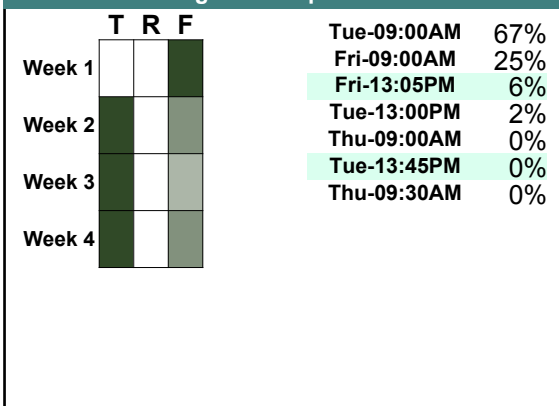 T R F
Week 1
Week 2
Week 3
Week 4
Tue-09:00AM 67%
Fri-09:00AM 25%
Fri-13:05PM 6%
Tue-13:00PM 2%
Thu-09:00AM 0%
Tue-13:45PM 0%
Thu-09:30AM 0%